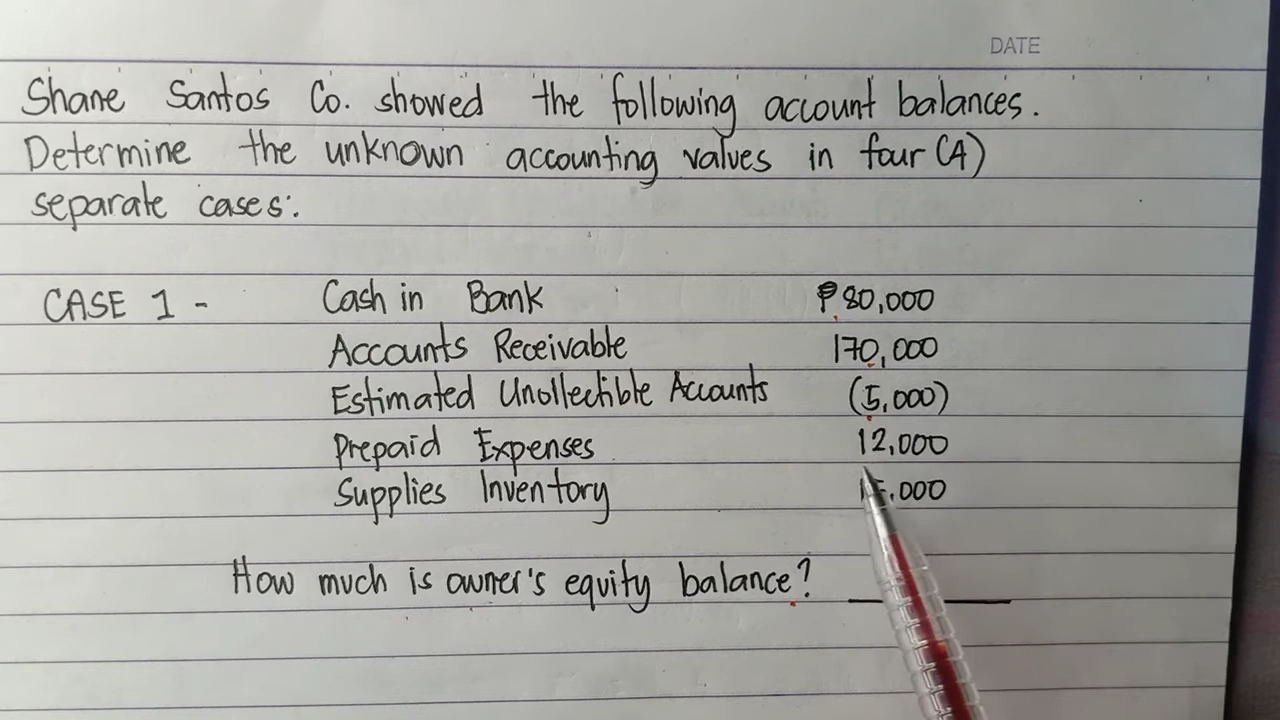 DATE
Shane Santos Co. showed the following account balances.
Determine the unknown accounting values in four (4)
separate cases:
CASE 1 - Cash in Bank ₱80,000
Accounts Receivable 170,000
Estimated Unollectible Accounts (5,000)
Prepaid Expenses 12,000
Supplies Inventory
How much is owner's equity balance?